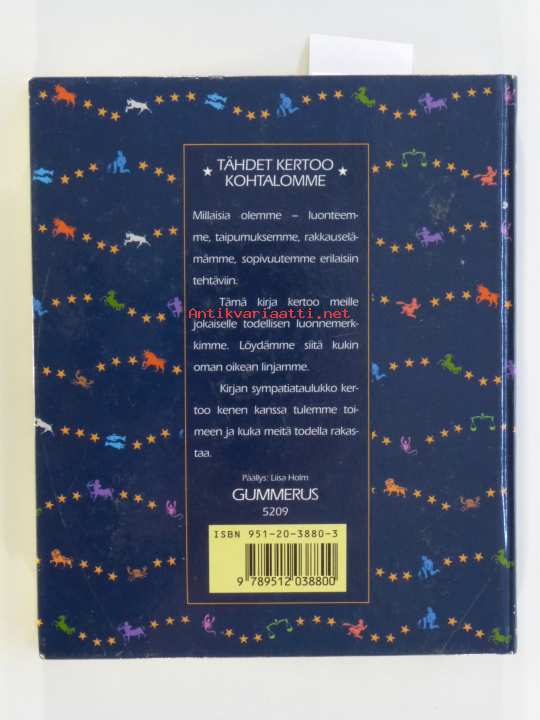 TÄHDET KERTOO
KOHTALOMME
Millaisia olemme – luonteem-
me, taipumuksemme, rakkauselä-
mämme, sopivuutemme erilaisiin
tehtäviin.
Tämä kirja kertoo meille
Antikvariaatti.net
jokaiselle todellisen luonnemerk-
kimme. Löydämme siitä kukin
oman oikean linjamme.
Kirjan sympatiataulukko ker-
too kenen kanssa tulemme toi-
meen ja kuka meitä todella rakas-
taa.
Päällys: Liisa Holm
GUMMERUS
5209
ISBN 951-20-3880-3
9 789512 038800